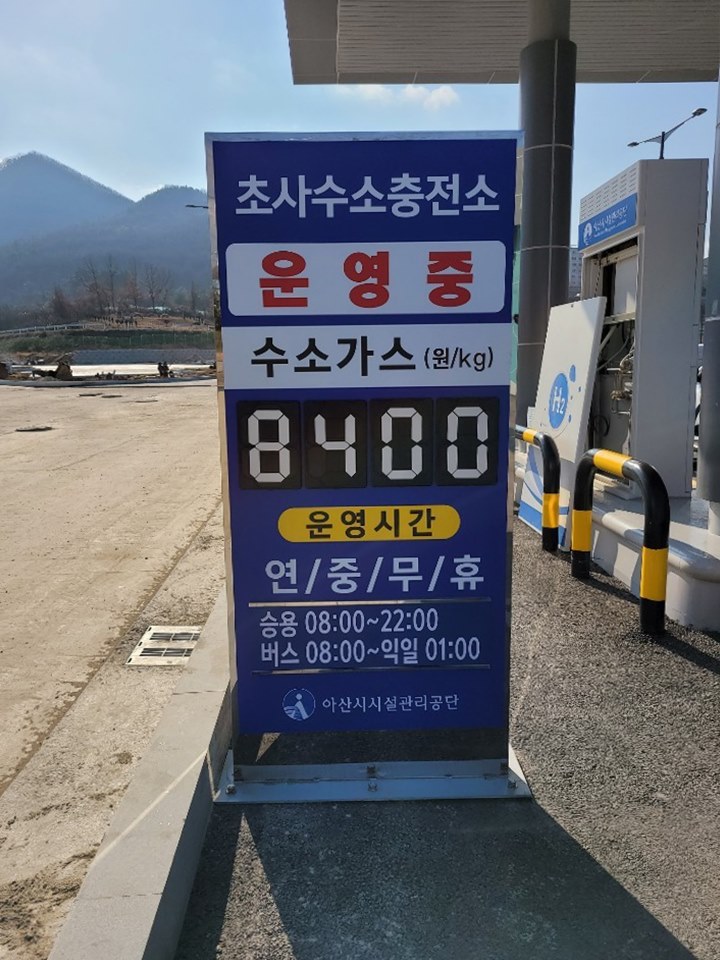 초사수소충전소
운영중
수소가스 (원/kg)
8400
운영시간
연/중/무/휴
승용 08:00~22:00
버스 08:00~익일 01:00
아산시시설관리공단
H2